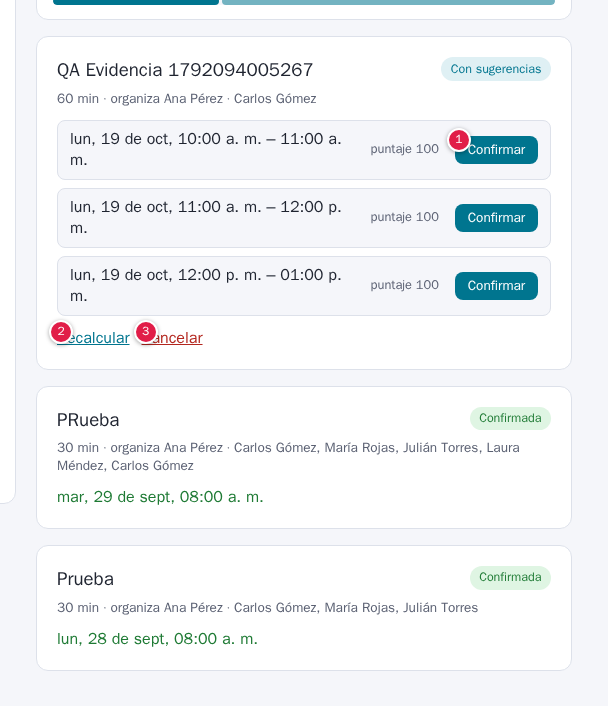 QA Evidencia 1792094005267
Con sugerencias
60 min · organiza Ana Pérez · Carlos Gómez
lun, 19 de oct, 10:00 a. m. – 11:00 a.
m.
puntaje 100
1
Confirmar
lun, 19 de oct, 11:00 a. m. – 12:00 p.
m.
puntaje 100
Confirmar
lun, 19 de oct, 12:00 p. m. – 01:00 p.
m.
puntaje 100
Confirmar
2
Recalcular
3
Cancelar
PRueba
Confirmada
30 min · organiza Ana Pérez · Carlos Gómez, María Rojas, Julián Torres, Laura
Méndez, Carlos Gómez
mar, 29 de sept, 08:00 a. m.
Prueba
Confirmada
30 min · organiza Ana Pérez · Carlos Gómez, María Rojas, Julián Torres
lun, 28 de sept, 08:00 a. m.